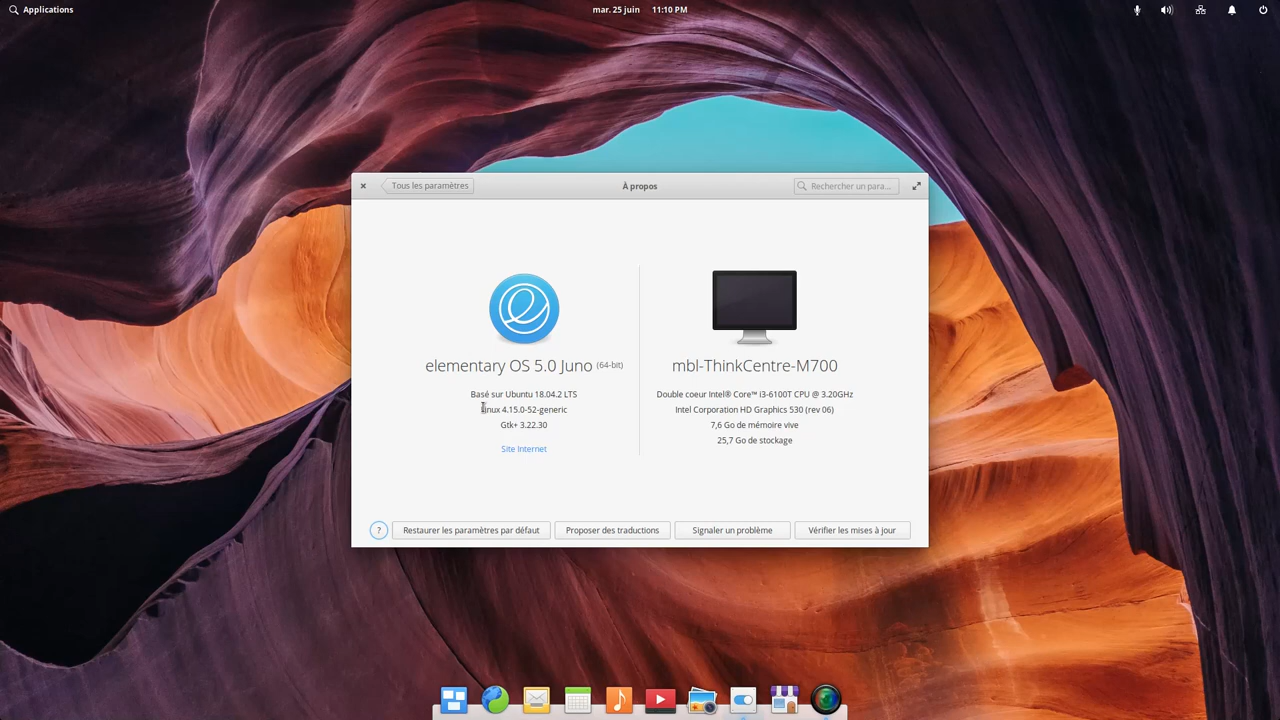 Applications
mar. 25 juin 11:10 PM
Tous les paramètres
À propos
Rechercher un para...
elementary OS 5.0 Juno (64-bit)
Basé sur Ubuntu 18.04.2 LTS
Linux 4.15.0-52-generic
Gtk+ 3.22.30
Site Internet
mbl-ThinkCentre-M700
Double coeur Intel® Core™ i3-6100T CPU @ 3.20GHz
Intel Corporation HD Graphics 530 (rev 06)
7,6 Go de mémoire vive
25,7 Go de stockage
?
Restaurer les paramètres par défaut
Proposer des traductions
Signaler un problème
Vérifier les mises à jour